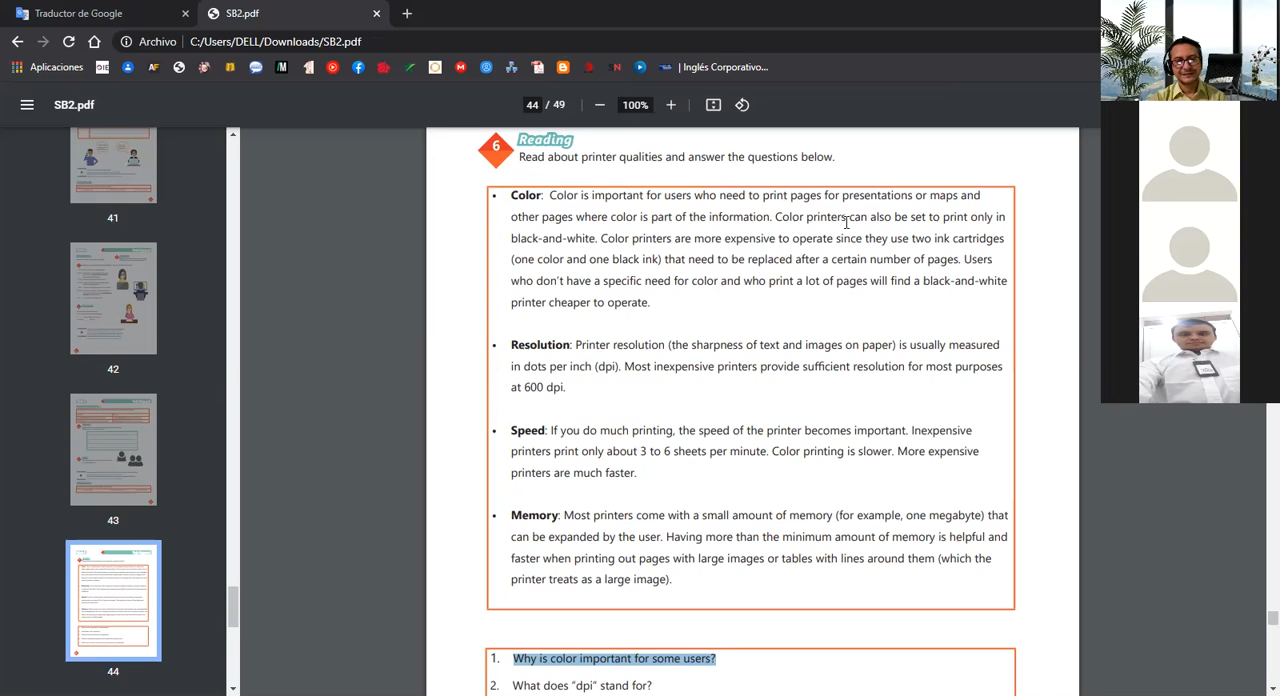 Traductor de Google
SB2.pdf
Archivo
C:/Users/DELL/Downloads/SB2.pdf
Aplicaciones
| Inglés Corporativo...
SB2.pdf
44 / 49
100%
41
42
43
44
6
Reading
Read about printer qualities and answer the questions below.
• Color: Color is important for users who need to print pages for presentations or maps and
other pages where color is part of the information. Color printers can also be set to print only in
black-and-white. Color printers are more expensive to operate since they use two ink cartridges
(one color and one black ink) that need to be replaced after a certain number of pages. Users
who don't have a specific need for color and who print a lot of pages will find a black-and-white
printer cheaper to operate.
• Resolution: Printer resolution (the sharpness of text and images on paper) is usually measured
in dots per inch (dpi). Most inexpensive printers provide sufficient resolution for most purposes
at 600 dpi.
• Speed: If you do much printing, the speed of the printer becomes important. Inexpensive
printers print only about 3 to 6 sheets per minute. Color printing is slower. More expensive
printers are much faster.
• Memory: Most printers come with a small amount of memory (for example, one megabyte) that
can be expanded by the user. Having more than the minimum amount of memory is helpful and
faster when printing out pages with large images or tables with lines around them (which the
printer treats as a large image).
1. Why is color important for some users?
2. What does "dpi" stand for?